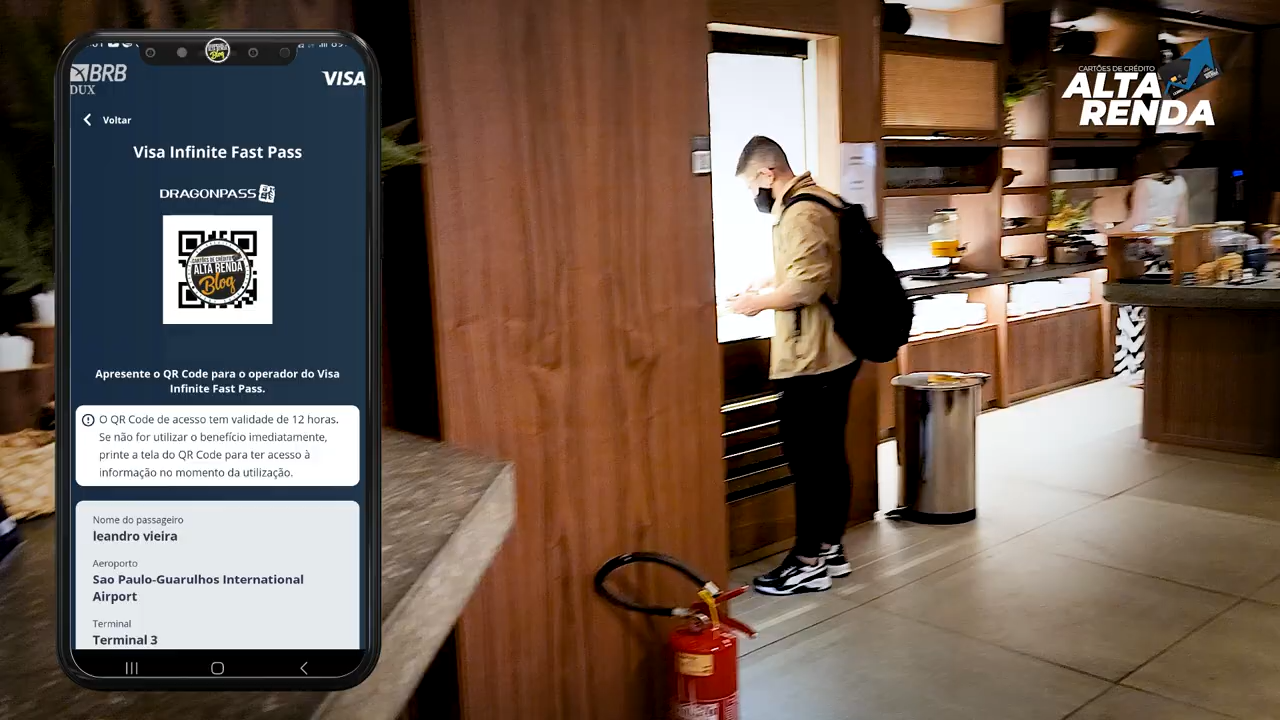 BRB
DUX
VISA
Voltar
Visa Infinite Fast Pass
DRAGONPASS
CARTÕES DE CRÉDITO
ALTA RENDA
Blog
Apresente o QR Code para o operador do Visa
Infinite Fast Pass.
O QR Code de acesso tem validade de 12 horas.
Se não for utilizar o benefício imediatamente,
printe a tela do QR Code para ter acesso à
informação no momento da utilização.
Nome do passageiro
leandro vieira
Aeroporto
Sao Paulo-Guarulhos International
Airport
Terminal
Terminal 3
CARTÕES DE CRÉDITO
ALTA
RENDA